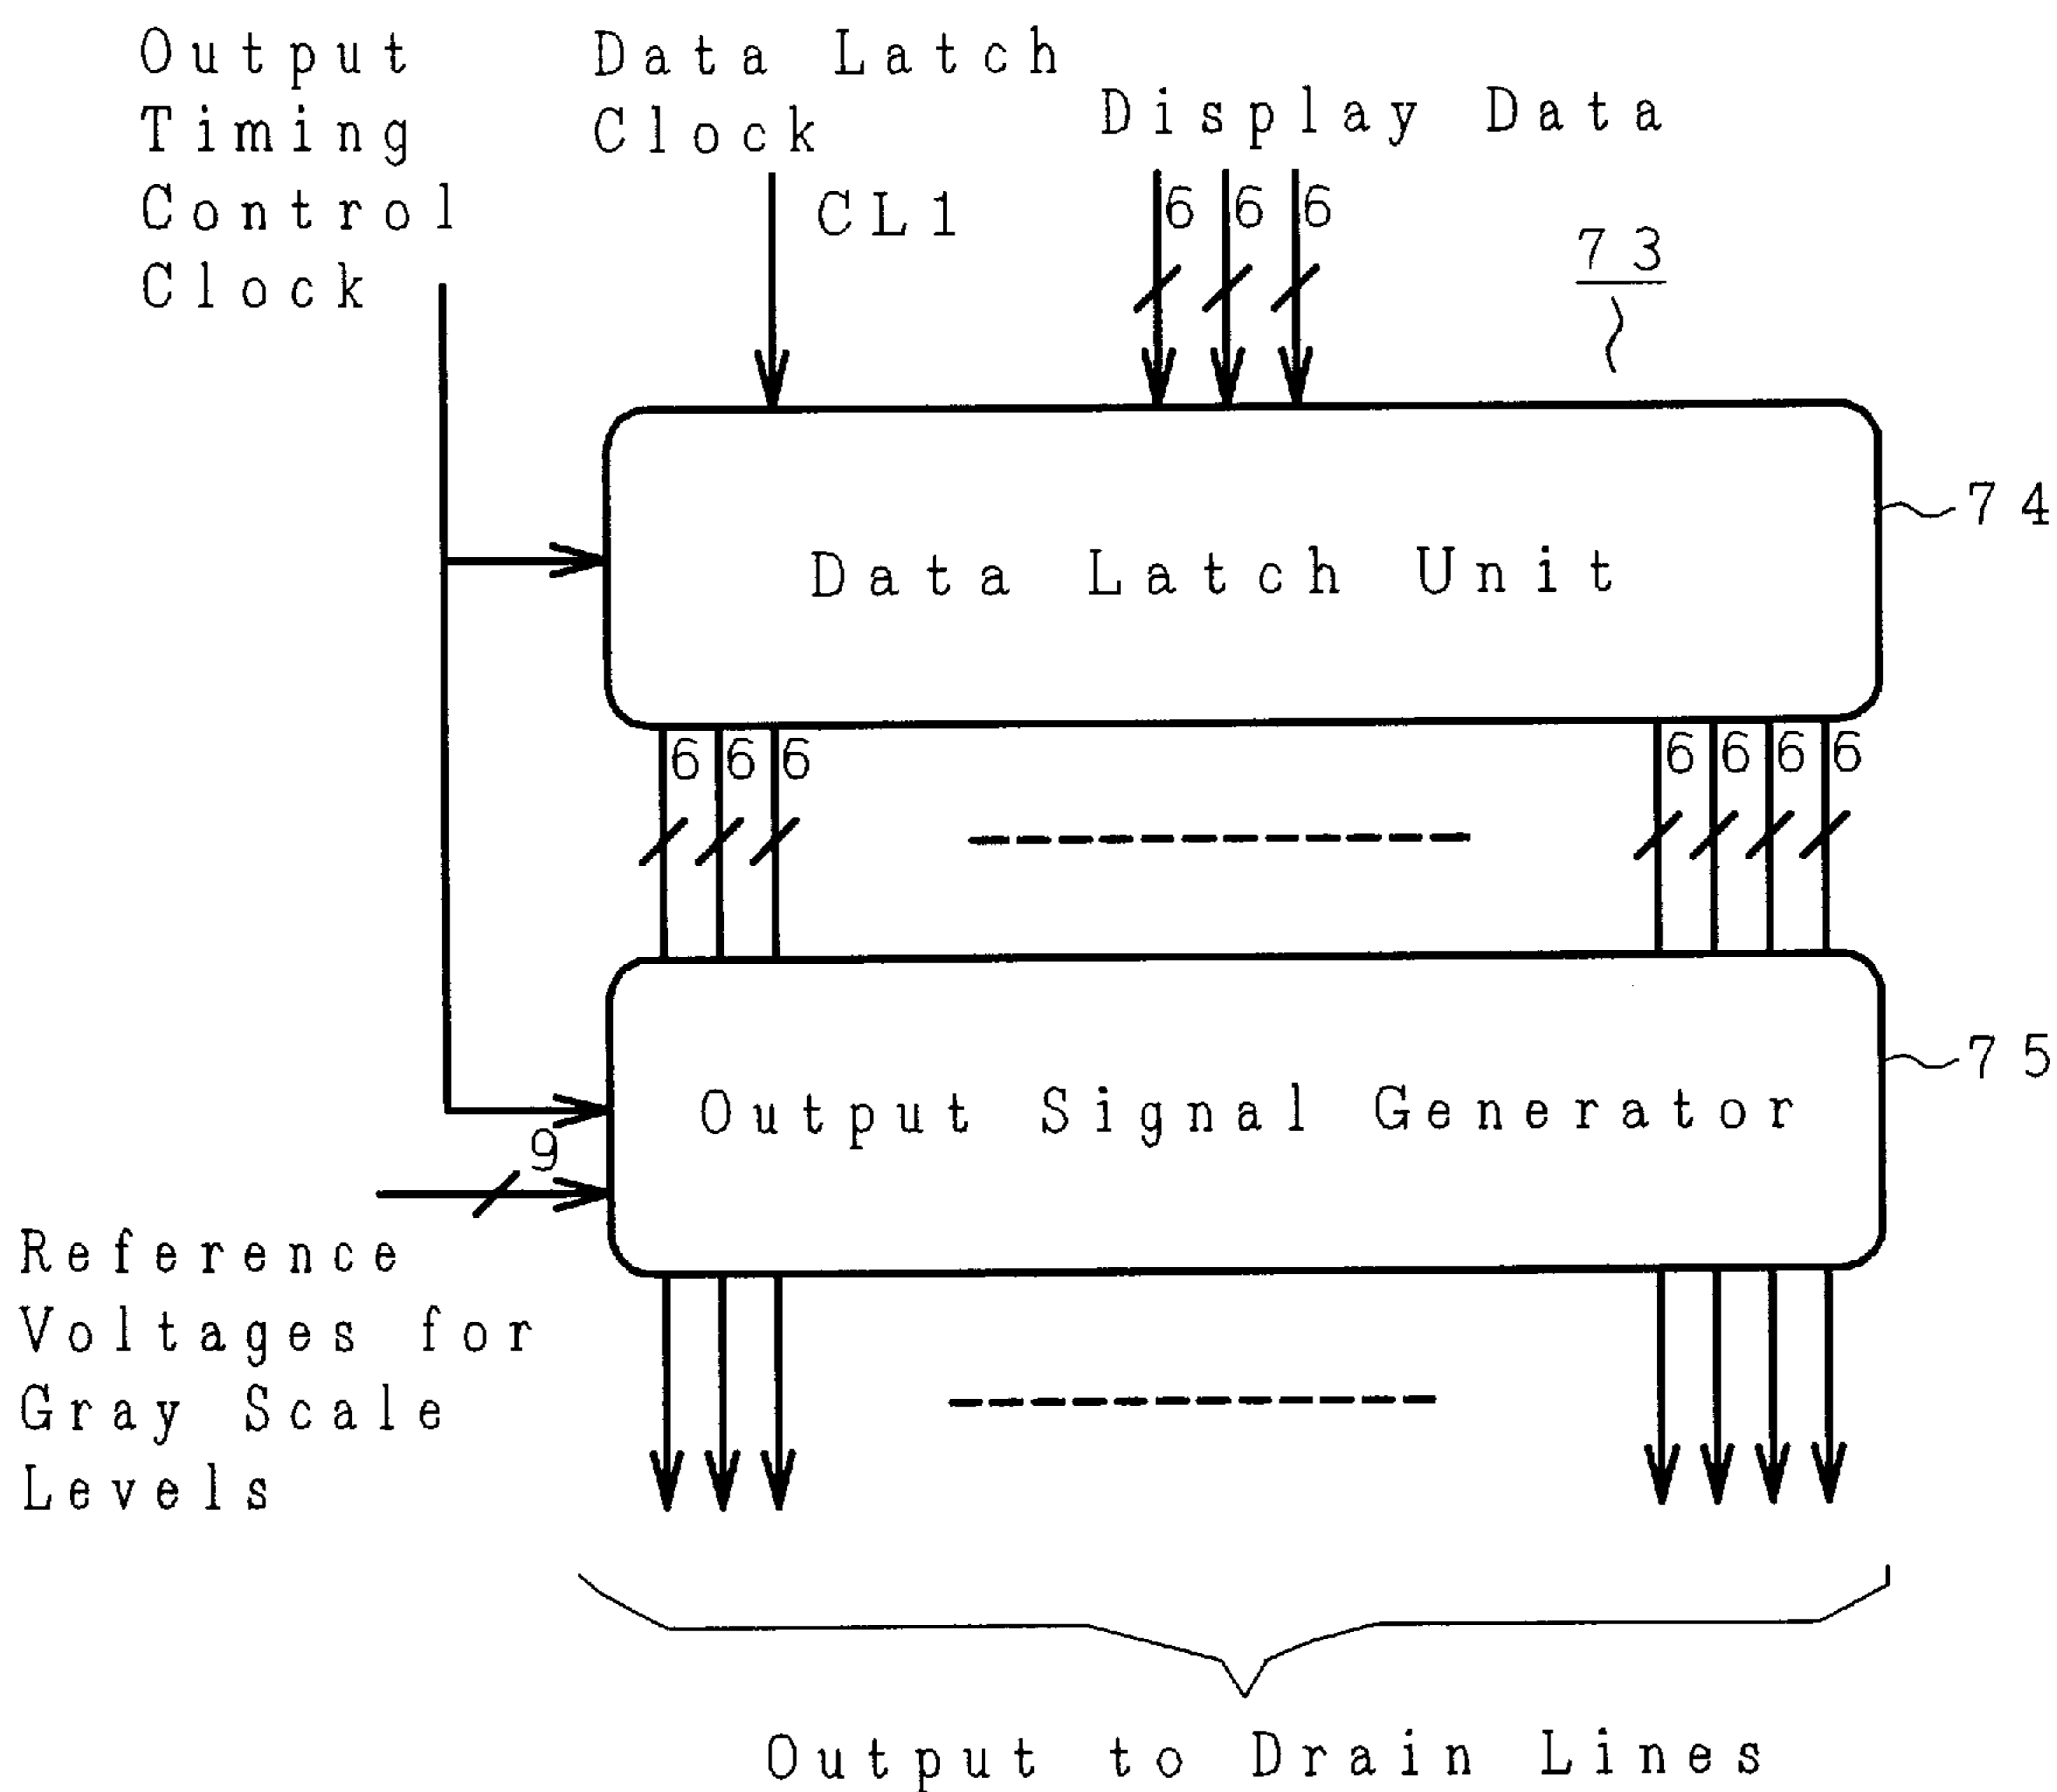 Output
Timing
Control
Clock
Data Latch
Clock
CL1
Display Data
6 6 6
73
Data Latch Unit
74
6 6 6
6 6 6 6
Output Signal Generator
75
9
Reference
Voltages for
Gray Scale
Levels
Output to Drain Lines